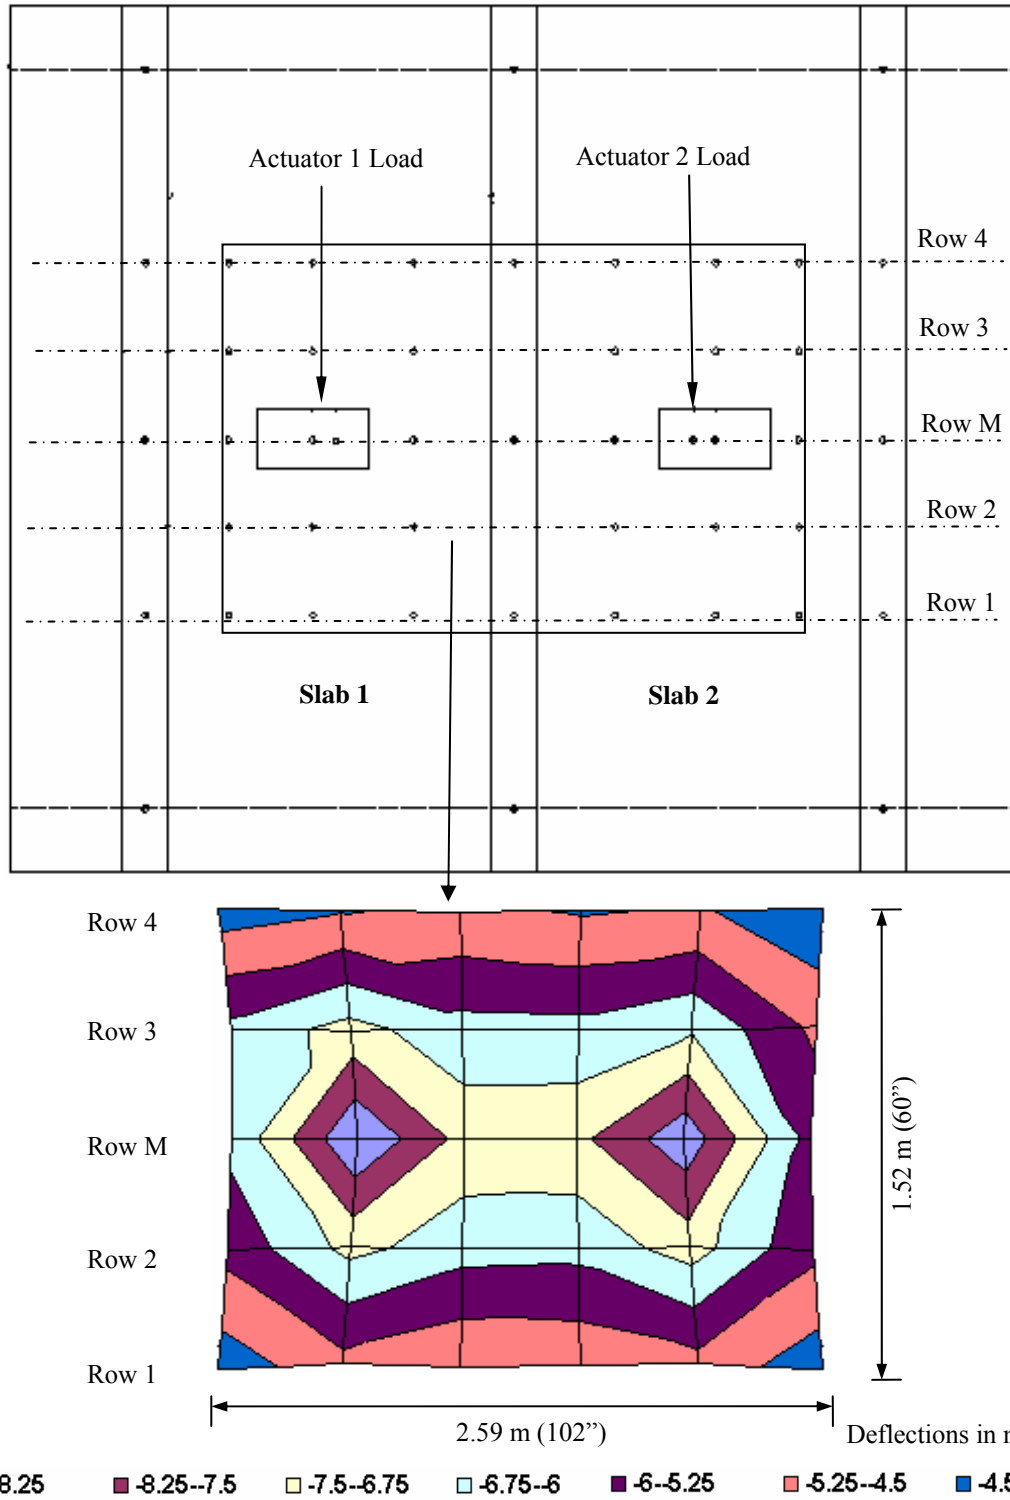 Actuator 1 Load
Actuator 2 Load
Row 4
Row 3
Row M
Row 2
Row 1
Slab 1
Slab 2
Row 4
Row 3
Row M
Row 2
Row 1
1.52 m (60”)
2.59 m (102”)
Deflections in
8.25
-8.25--7.5
-7.5--6.75
-6.75--6
-6--5.25
-5.25--4.5
-4.5